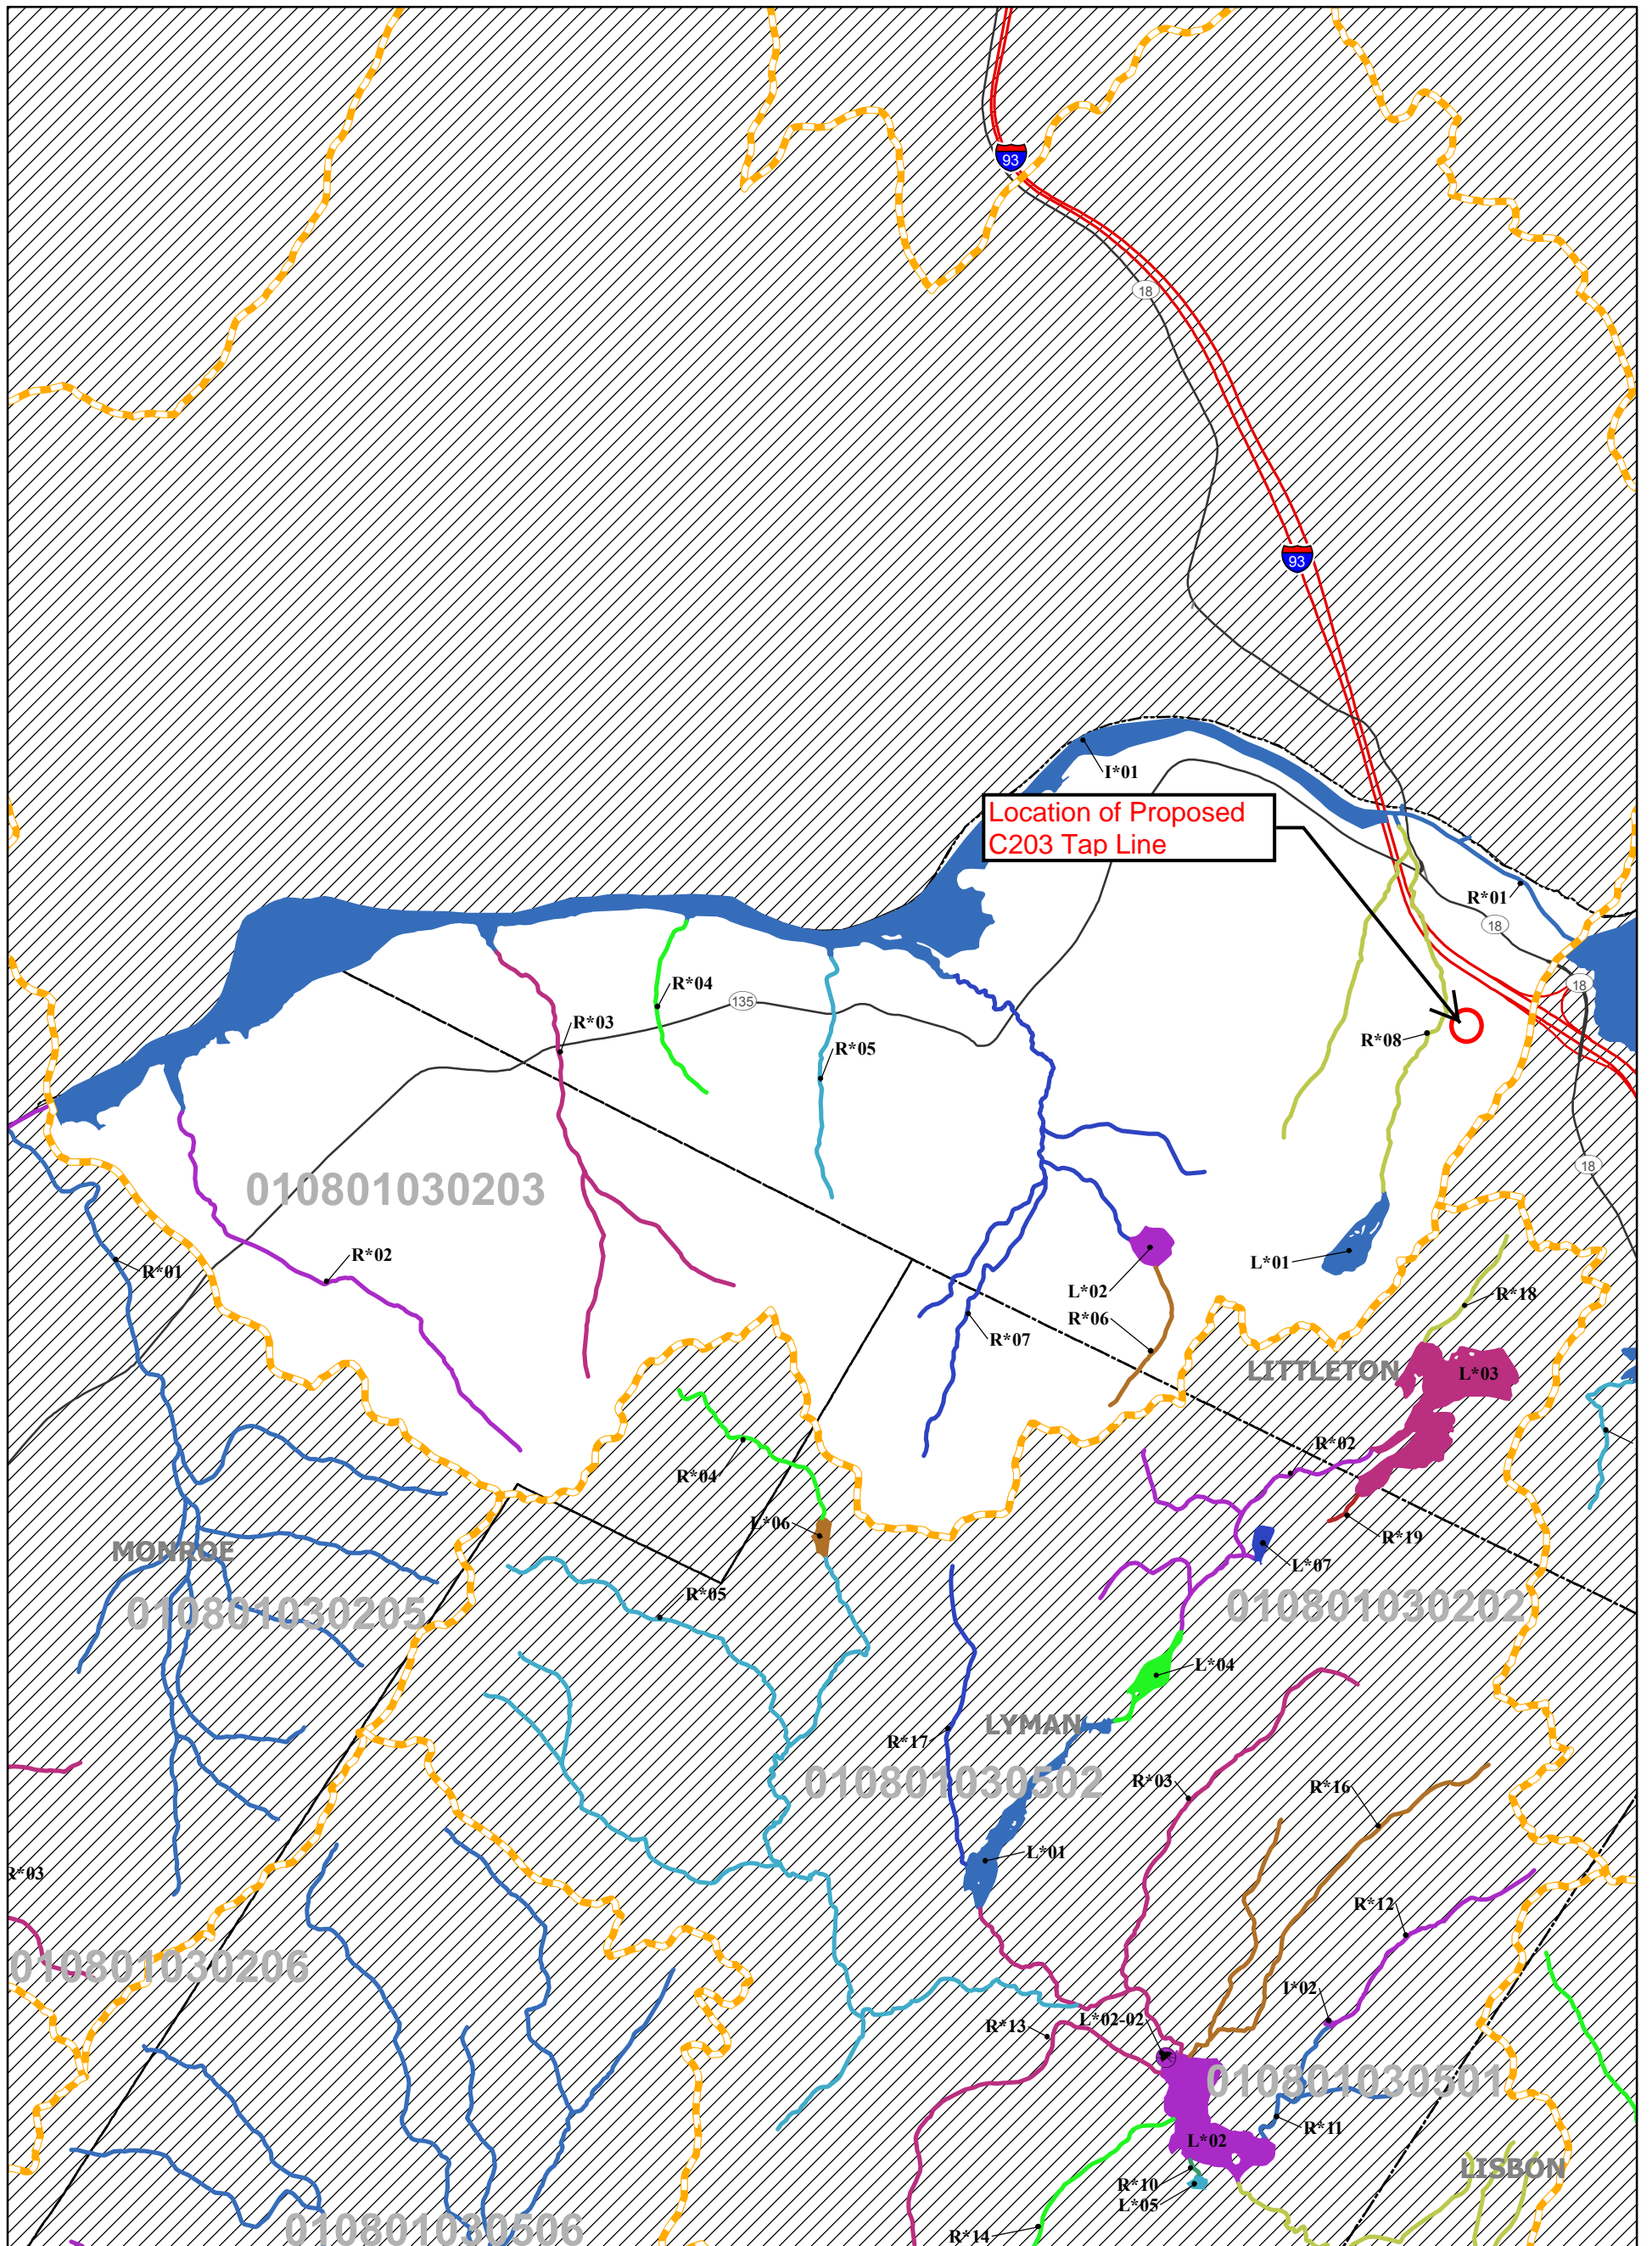 93
18
93
I*01
Location of Proposed
C203 Tap Line
R*01
18
18
R*04
135
R*03
R*05
R*08
18
010801030203
R*02
R*01
L*01
L*02
R*18
R*06
R*07
LITTLETON
L*03
R*02
R*04
L*06
R*19
MONROE
L*07
R*05
010801030205
010801030202
L*04
LYMAN
R*17
010801030502
R*03
R*16
L*01
R*03
R*12
010801030206
I*02
L*02-02
R*13
010801030501
R*11
L*02
LISBON
R*10
L*05
010801030506
R*14